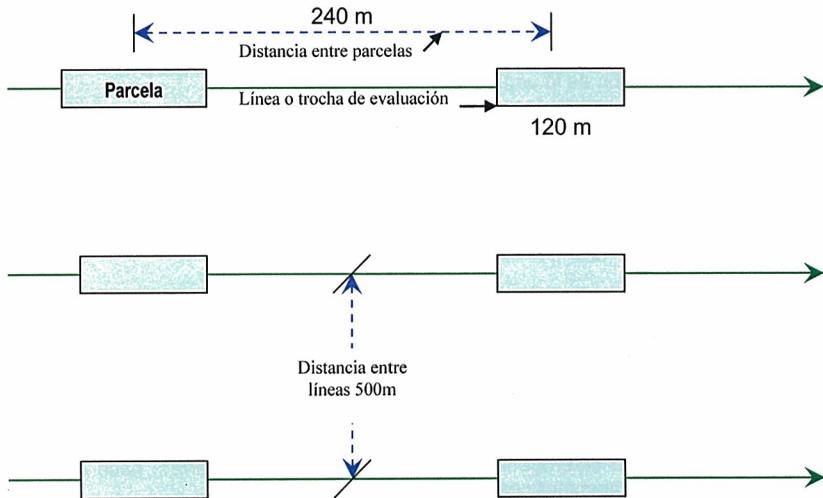 240 m
Distancia entre parcelas
Parcela
Línea o trocha de evaluación
120 m
Distancia entre
líneas 500m